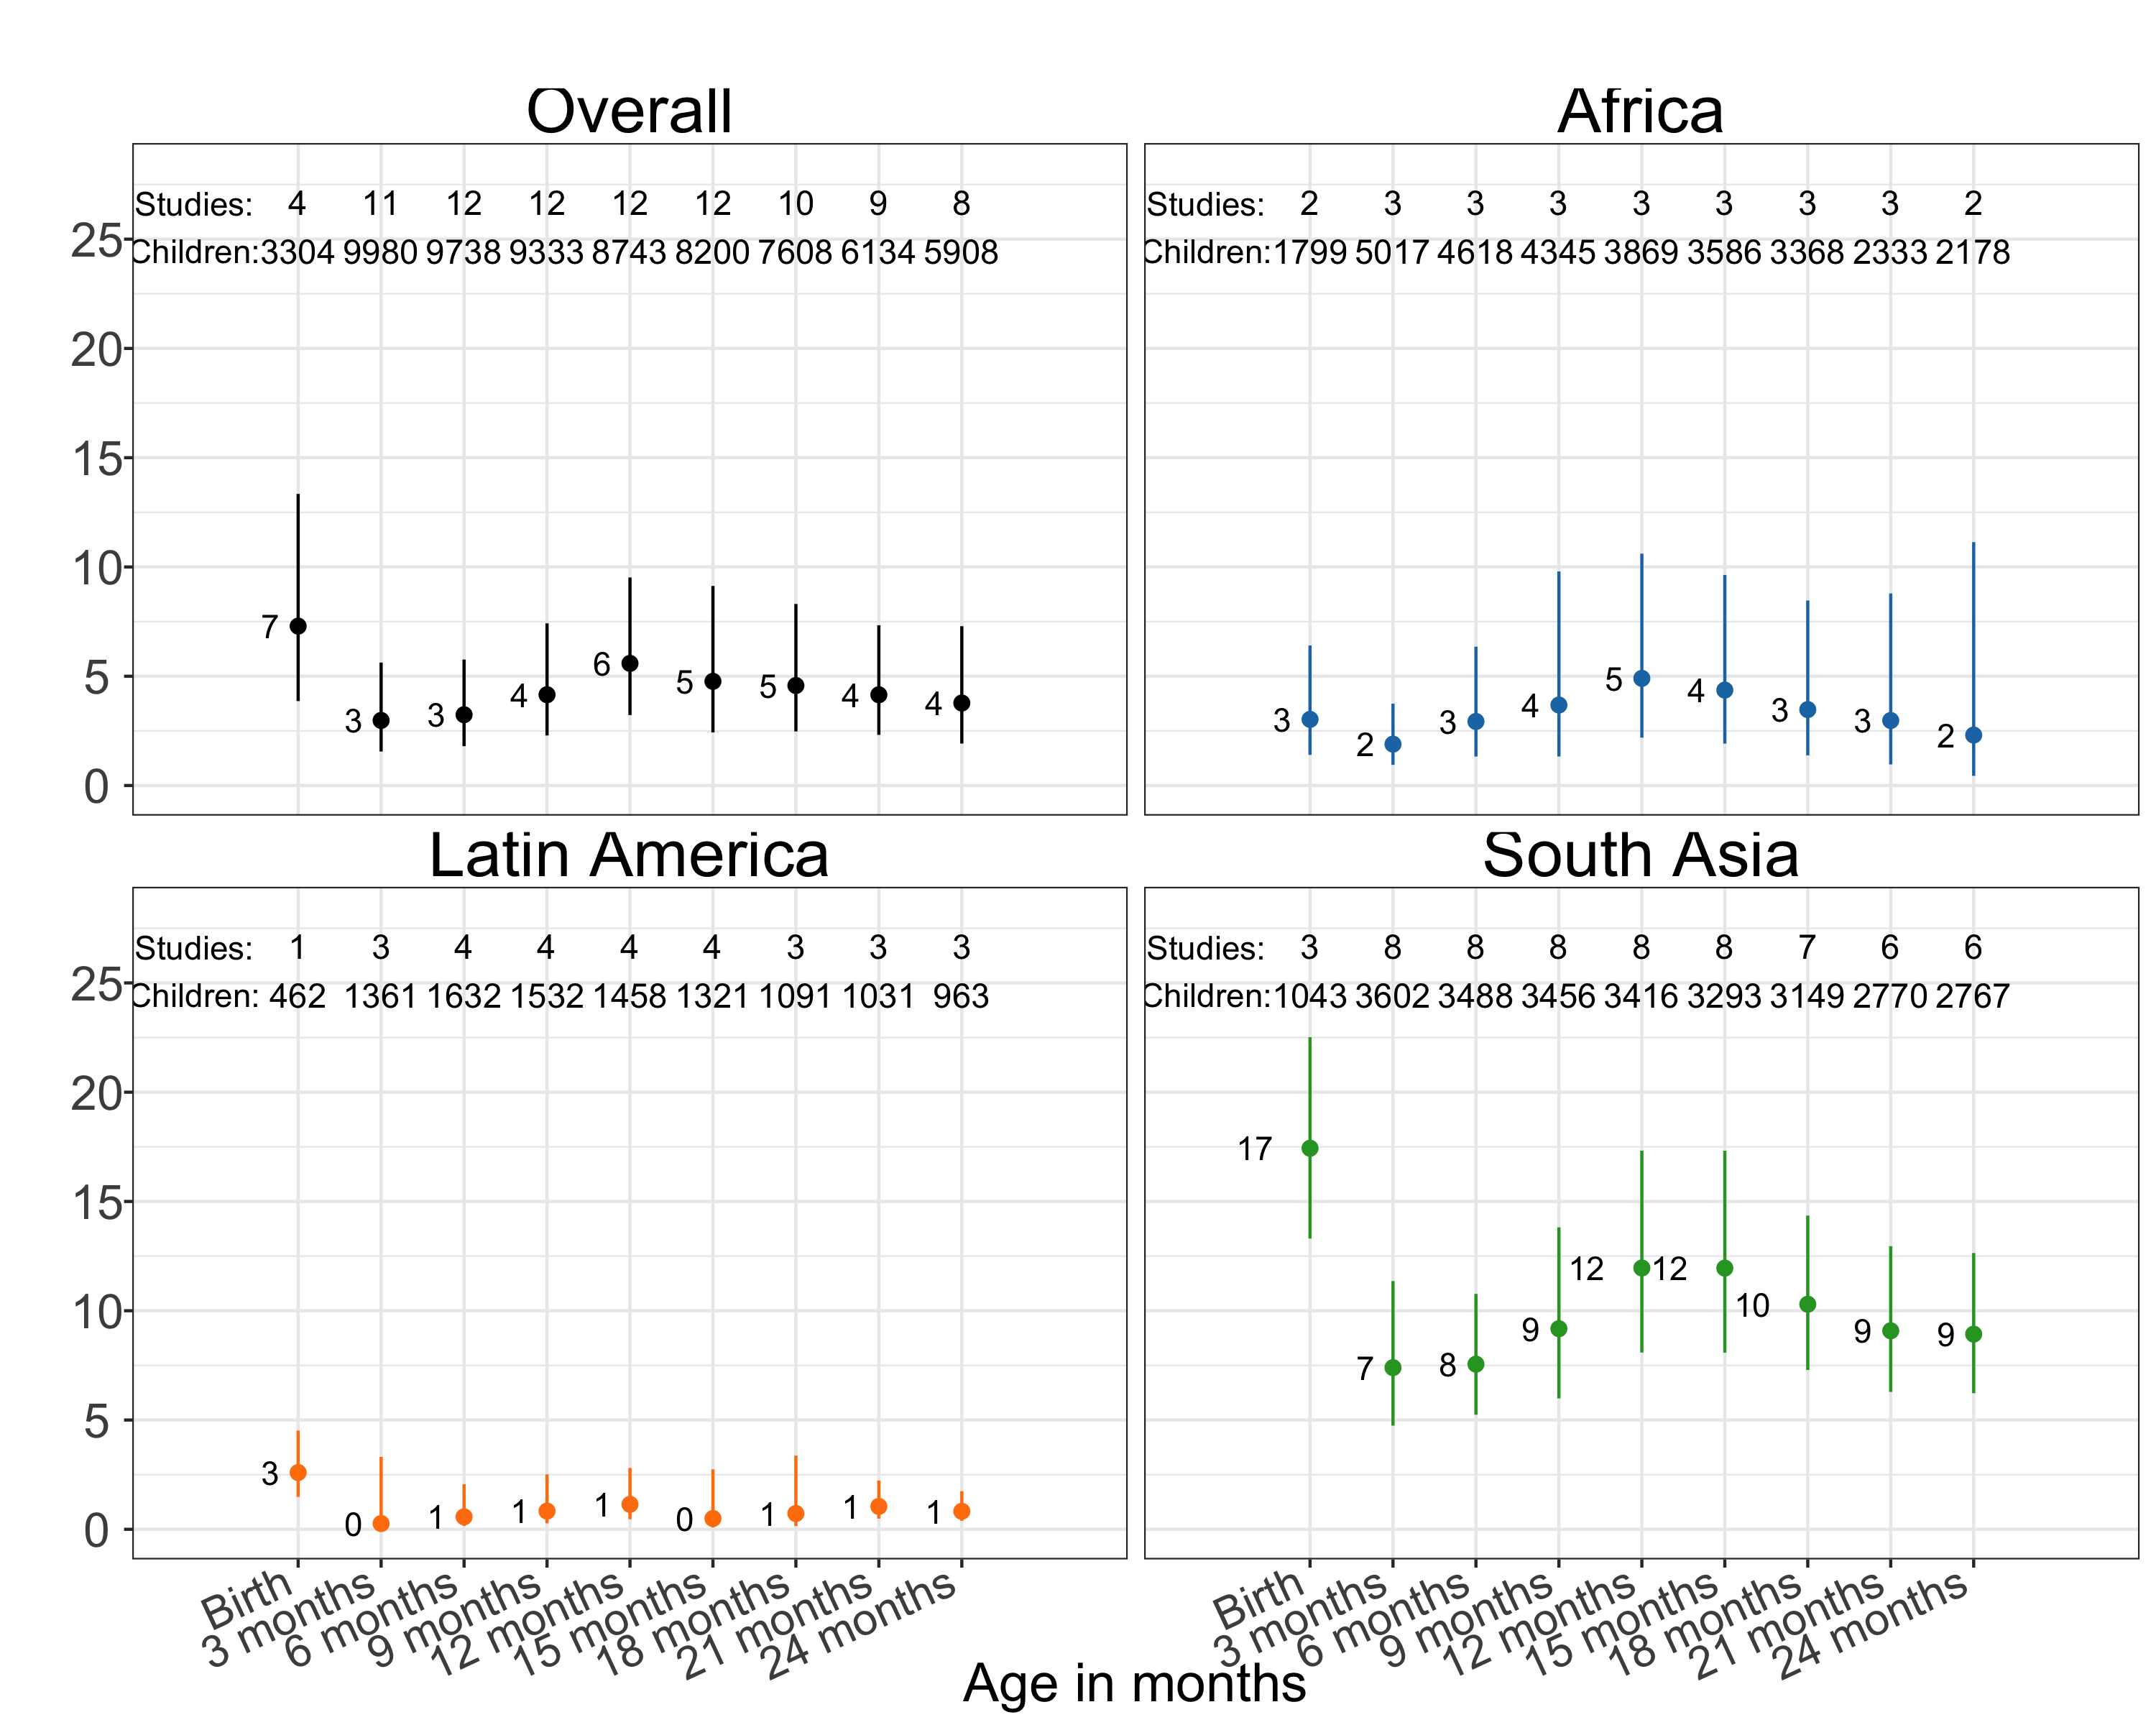 Overall
Studies: 4 11 12 12 12 12 10 9 8
Children: 3304 9980 9738 9333 8743 8200 7608 6134 5908
25
20
15
10
5
0
7 3 3 4 6 5 5 4 4
Africa
Studies: 2 3 3 3 3 3 3 3 2
Children: 1799 5017 4618 4345 3869 3586 3368 2333 2178
3 2 3 4 5 4 3 3 2
Latin America
Studies: 1 3 4 4 4 4 3 3 3
Children: 462 1361 1632 1532 1458 1321 1091 1031 963
25
20
15
10
5
0
3 0 1 1 1 0 1 1 1
South Asia
Studies: 3 8 8 8 8 8 7 6 6
Children: 1043 3602 3488 3456 3416 3293 3149 2770 2767
17 7 8 9 12 12 10 9 9
Birth
3 months
6 months
9 months
12 months
15 months
18 months
21 months
24 months
Birth
3 months
6 months
9 months
12 months
15 months
18 months
21 months
24 months
Age in months